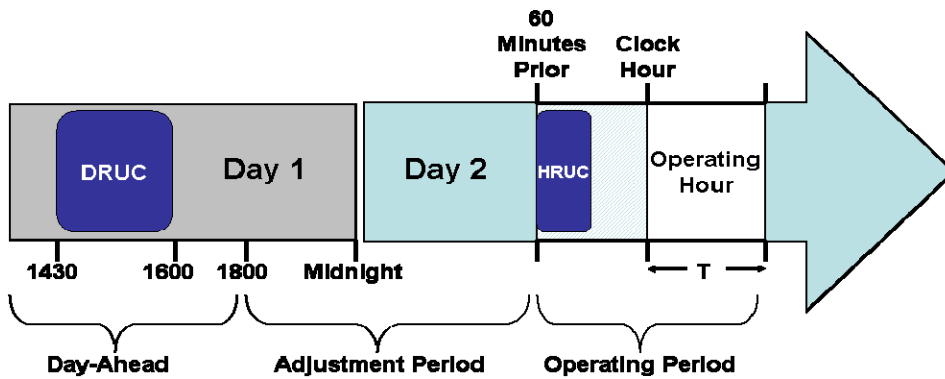 60
Minutes
Prior
Clock
Hour
DRUC
Day 1
Day 2
HRUC
Operating
Hour
1430
1600
1800
Midnight
T
Day-Ahead
Adjustment Period
Operating Period